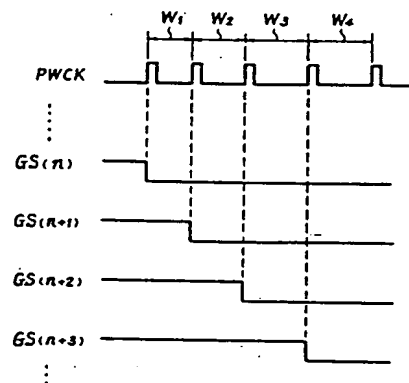 W₁ W₂ W₃ W₄
PWCK
GS(n)
GS(n+1)
GS(n+2)
GS(n+3)